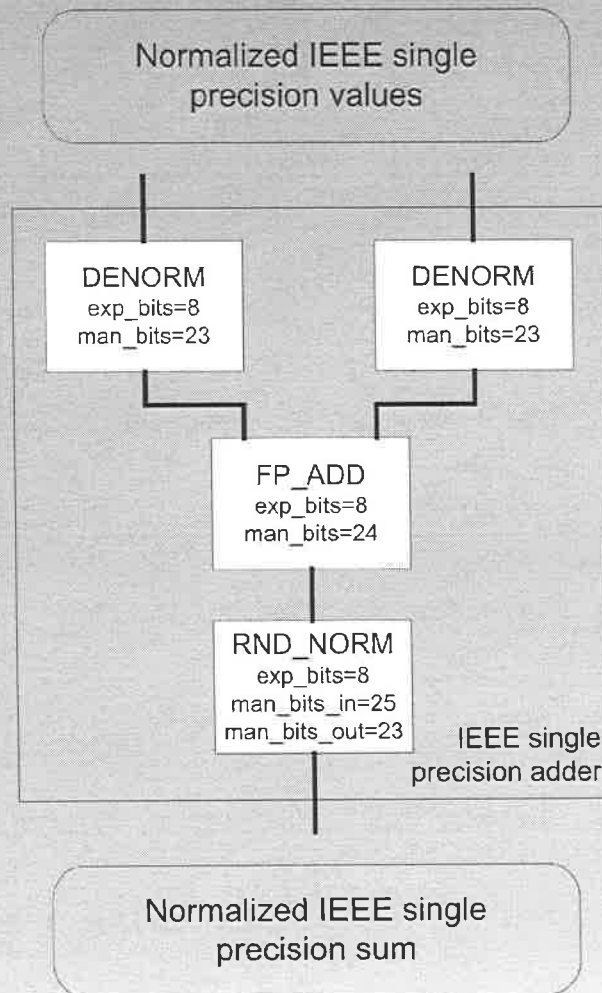 Normalized IEEE single
precision values
DENORM
exp_bits=8
man_bits=23
DENORM
exp_bits=8
man_bits=23
FP_ADD
exp_bits=8
man_bits=24
RND_NORM
exp_bits=8
man_bits_in=25
man_bits_out=23
IEEE single
precision adder
Normalized IEEE single
precision sum